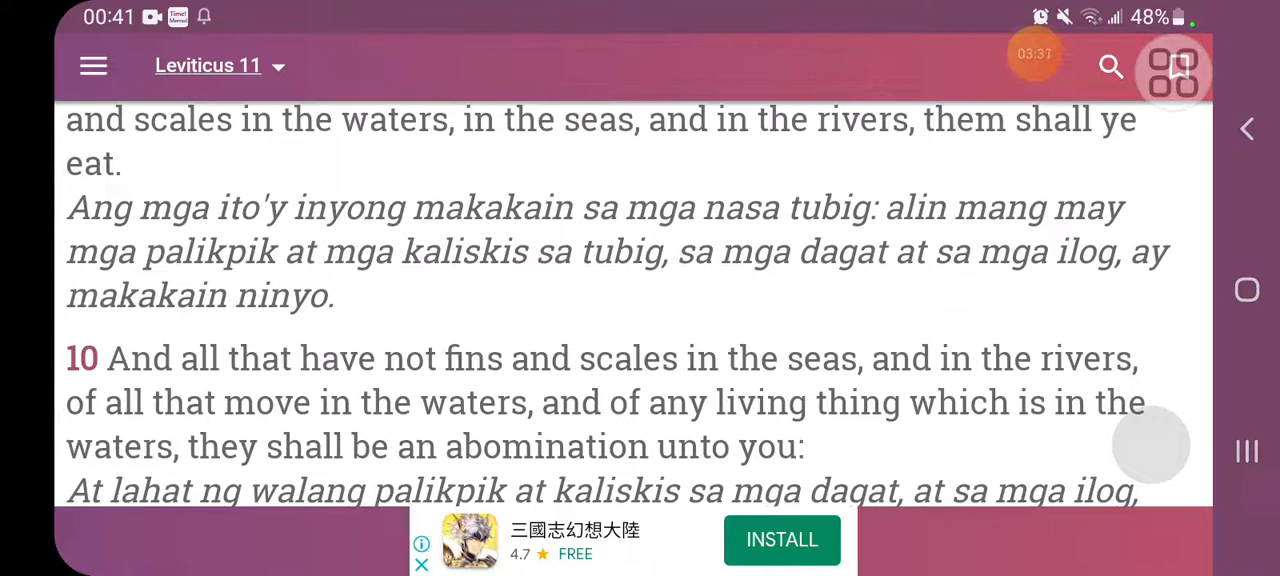 00:41 Time! Memo! 48%
03:31
Leviticus 11
and scales in the waters, in the seas, and in the rivers, them shall ye
eat.
Ang mga ito'y inyong makakain sa mga nasa tubig: alin mang may
mga palikpik at mga kaliskis sa tubig, sa mga dagat at sa mga ilog, ay
makakain ninyo.
10 And all that have not fins and scales in the seas, and in the rivers,
of all that move in the waters, and of any living thing which is in the
waters, they shall be an abomination unto you:
At lahat ng walang palikpik at kaliskis sa mga dagat, at sa mga ilog,
三國志幻想大陸
4.7 FREE
INSTALL